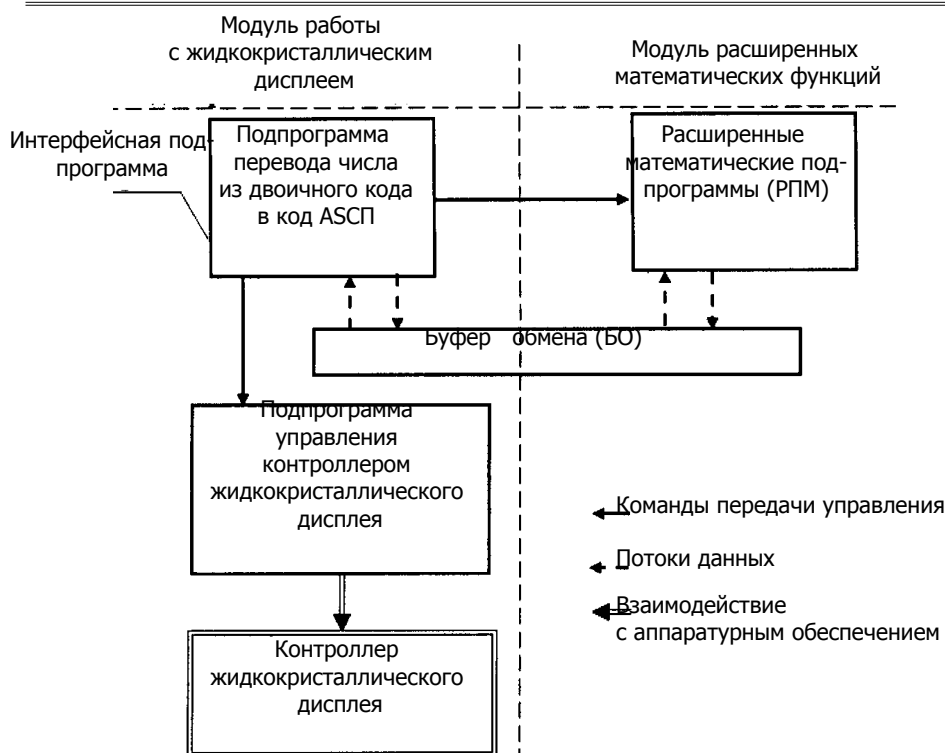 Модуль работы
с жидкокристаллическим
дисплеем
Модуль расширенных
математических функций
Интерфейсная под-
программа
Подпрограмма
перевода числа
из двоичного кода
в код ASCП
Расширенные
математические под-
программы (РПМ)
Буфер обмена (БО)
Подпрограмма
управления
контроллером
жидкокристаллического
дисплея
Команды передачи управления
Потоки данных
Взаимодействие
с аппаратурным обеспечением
Контроллер
жидкокристаллического
дисплея